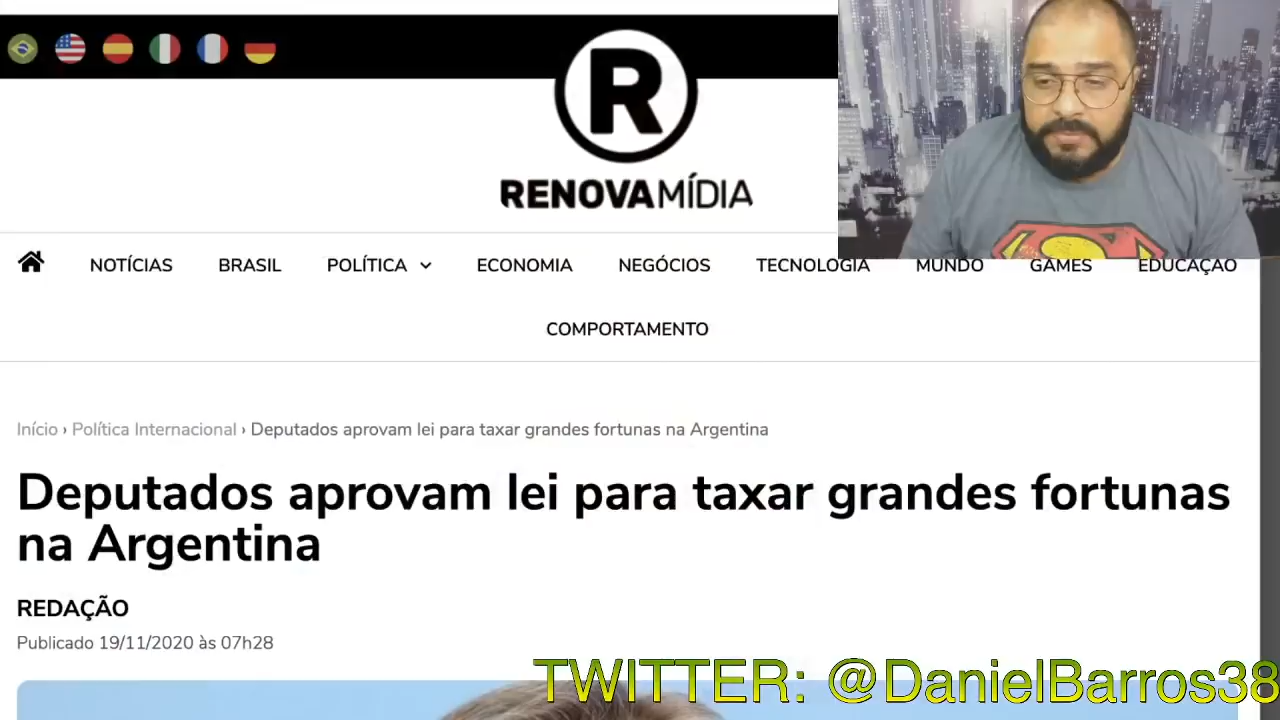 R
RENOVAMÍDIA
NOTÍCIAS BRASIL POLÍTICA ECONOMIA NEGÓCIOS TECNOLOGIA MUNDO GAMES EDUCAÇÃO
COMPORTAMENTO
Início › Política Internacional › Deputados aprovam lei para taxar grandes fortunas na Argentina
Deputados aprovam lei para taxar grandes fortunas
na Argentina
REDAÇÃO
Publicado 19/11/2020 às 07h28
TWITTER: @DanielBarros38